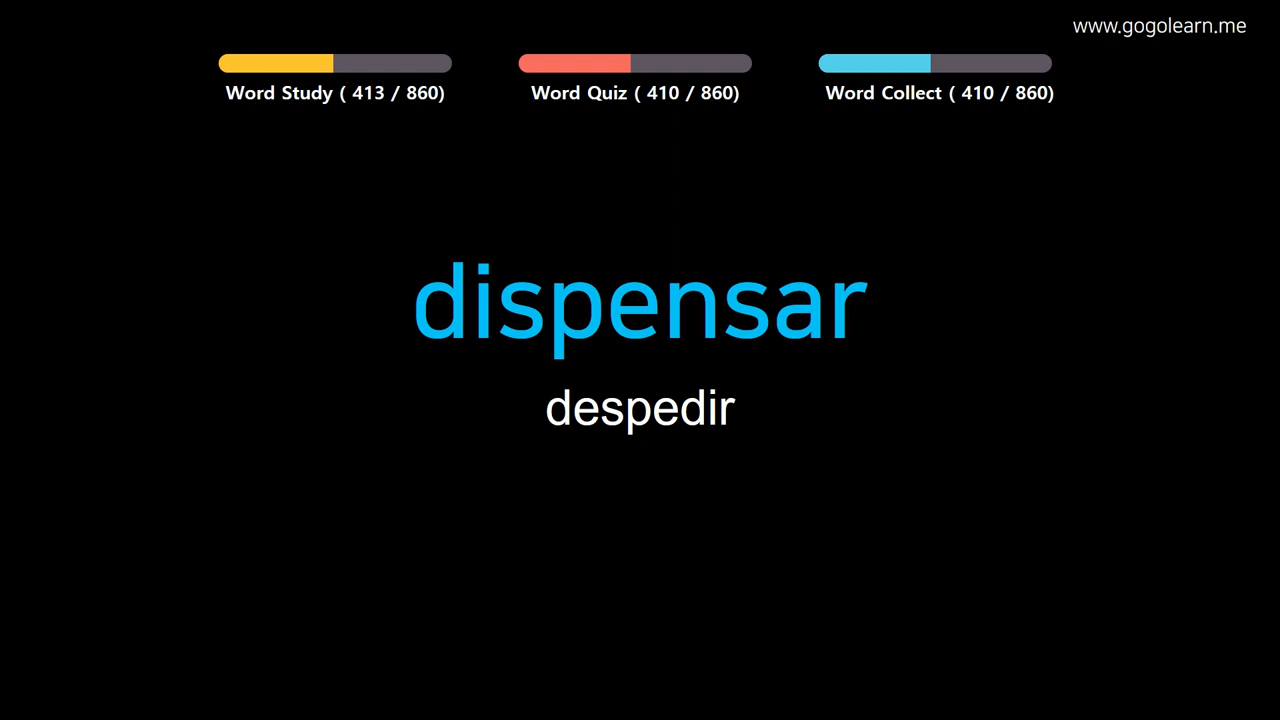 www.gogolearn.me
Word Study ( 413 / 860)
Word Quiz ( 410 / 860)
Word Collect ( 410 / 860)
dispensar
despedir